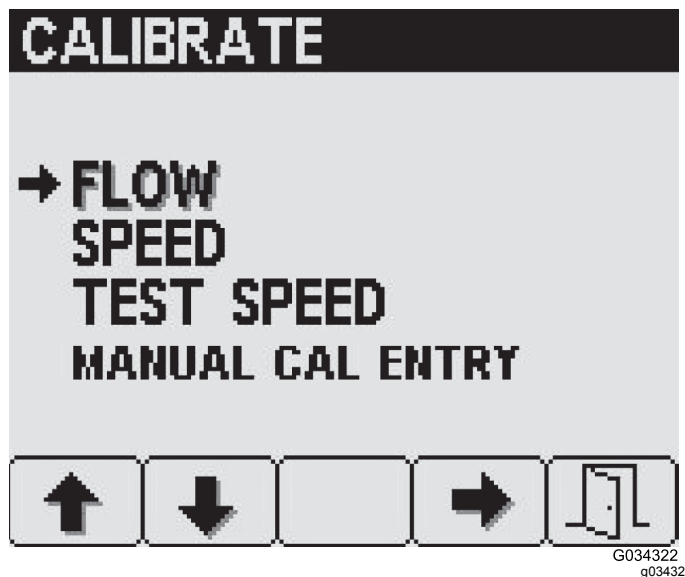 CALIBRATE
FLOW
SPEED
TEST SPEED
MANUAL CAL ENTRY
G034322
g03432